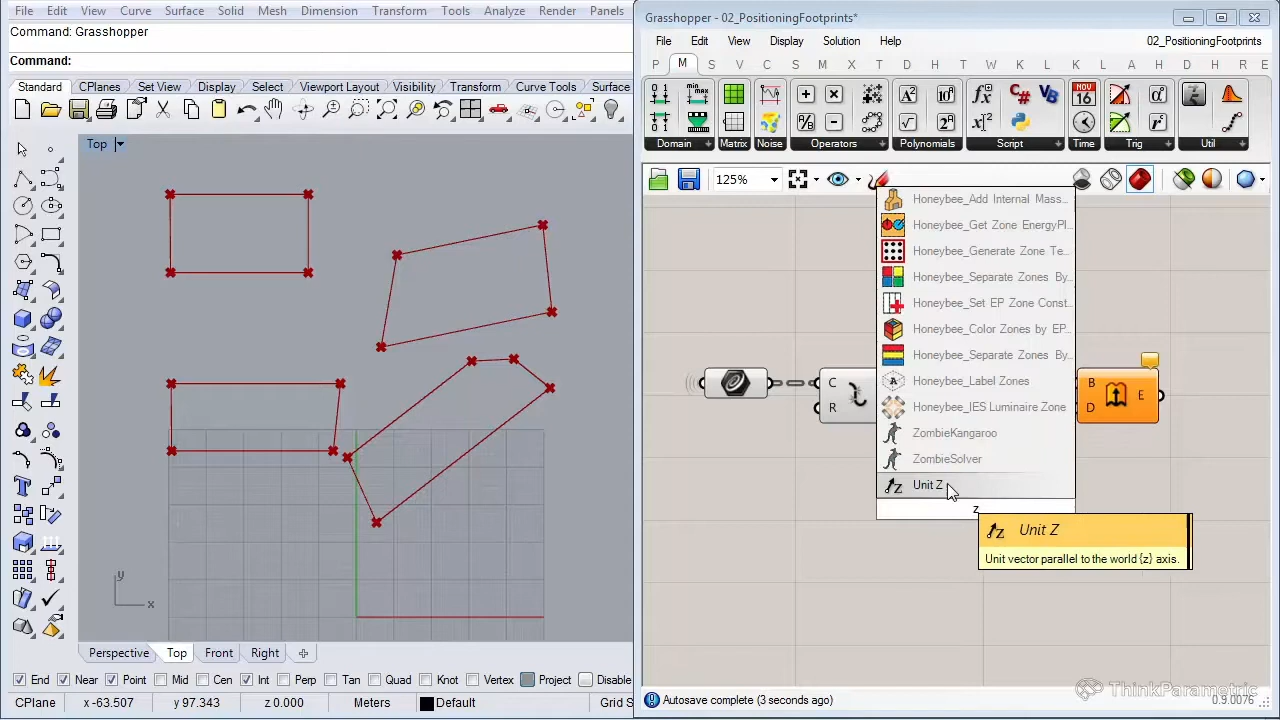 File Edit View Curve Surface Solid Mesh Dimension Transform Tools Analyze Render Panels
Command: Grasshopper
Command:
Standard CPlanes Set View Display Select Viewport Layout Visibility Transform Curve Tools Surface
Top
y
x
Perspective Top Front Right
End Near Point Mid Cen Int Perp Tan Quad Knot Vertex Project Disable
CPlane x -63.507 y 97.343 z 0.000 Meters Default Grid S
Grasshopper - 02_PositioningFootprints*
File Edit View Display Solution Help 02_PositioningFootprints
P M S V C S M X T D H T W K L K L A H D H R E
Domain Matrix Noise Operators Polynomials Script Time Trig Util
NOV
16
125%
Honeybee_Add Internal Mass...
Honeybee_Get Zone EnergyPl...
Honeybee_Generate Zone Te...
Honeybee_Separate Zones By...
Honeybee_Set EP Zone Const...
Honeybee_Color Zones by EP...
Honeybee_Separate Zones By...
Honeybee_Label Zones
Honeybee_IES Luminaire Zone
ZombieKangaroo
ZombieSolver
Unit Z
z
Unit Z
Unit vector parallel to the world {z} axis.
C
R
B
D
E
ThinkParametric
Autosave complete (3 seconds ago) 0.9.0076